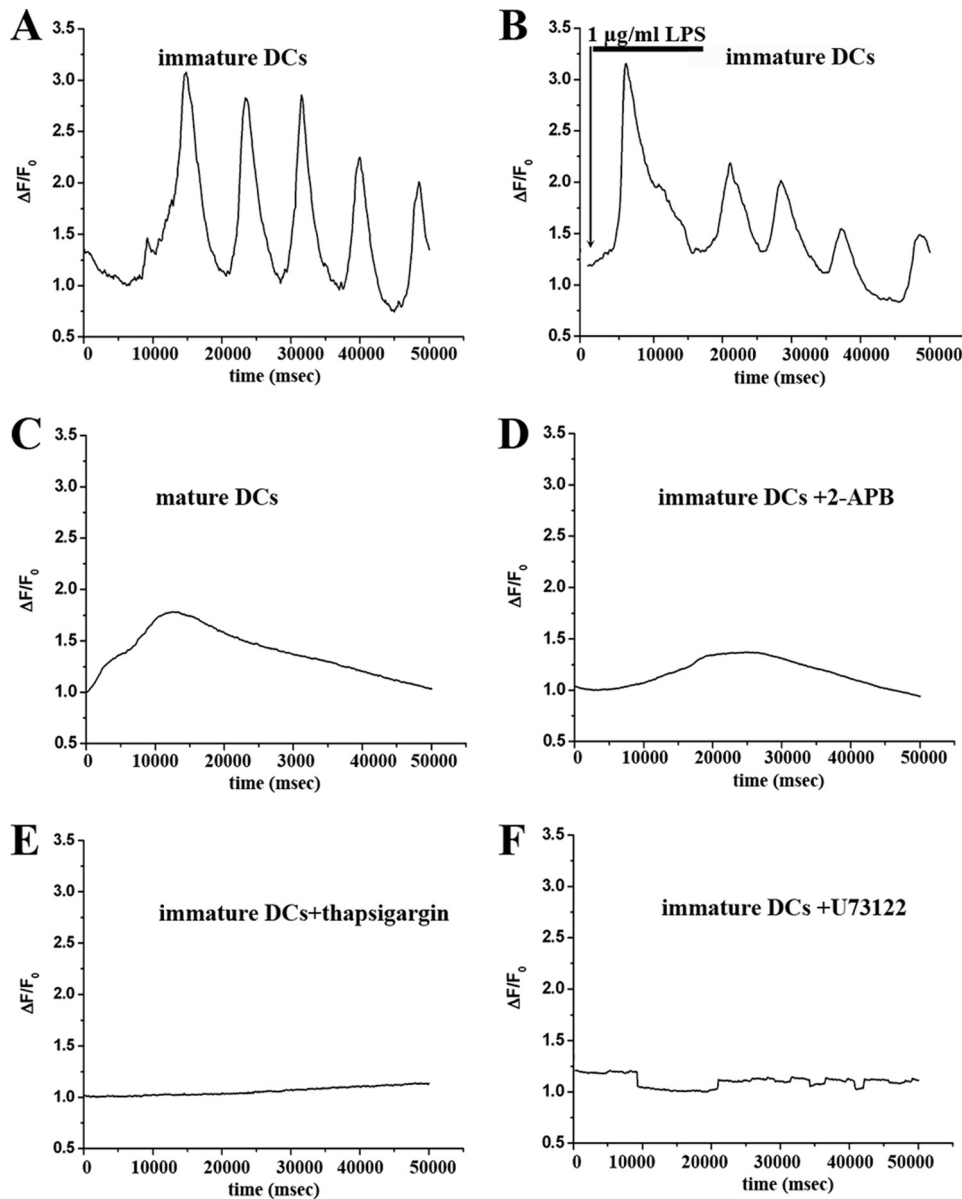 A
immature DCs
ΔF/F0
3.5
3.0
2.5
2.0
1.5
1.0
0.5
0 10000 20000 30000 40000 50000
time (msec)
B
1 μg/ml LPS
immature DCs
ΔF/F0
3.5
3.0
2.5
2.0
1.5
1.0
0.5
0 10000 20000 30000 40000 50000
time (msec)
C
mature DCs
ΔF/F0
3.5
3.0
2.5
2.0
1.5
1.0
0.5
0 10000 20000 3000 40000 50000
time (msec)
D
immature DCs +2-APB
ΔF/F0
3.5
3.0
2.5
2.0
1.5
1.0
0.5
0 10000 20000 30000 40000 50000
time (msec)
E
immature DCs+thapsigargin
ΔF/F0
3.5
3.0
2.5
2.0
1.5
1.0
0.5
0 10000 20000 30000 40000 50000
time (msec)
F
immature DCs +U73122
ΔF/F0
3.5
3.0
2.5
2.0
1.5
1.0
0.5
0 10000 20000 30000 40000 50000
time (msec)